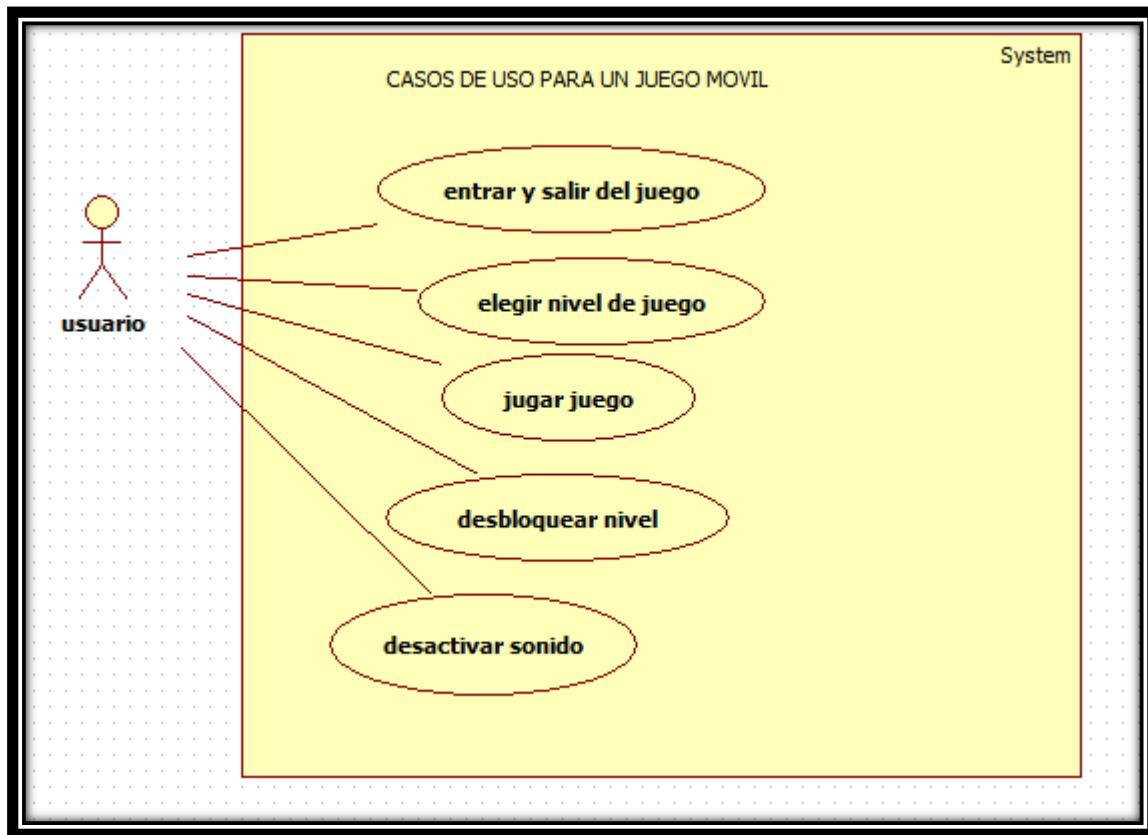 System
CASOS DE USO PARA UN JUEGO MOVIL
entrar y salir del juego
elegir nivel de juego
usuario
jugar juego
desbloquear nivel
desactivar sonido